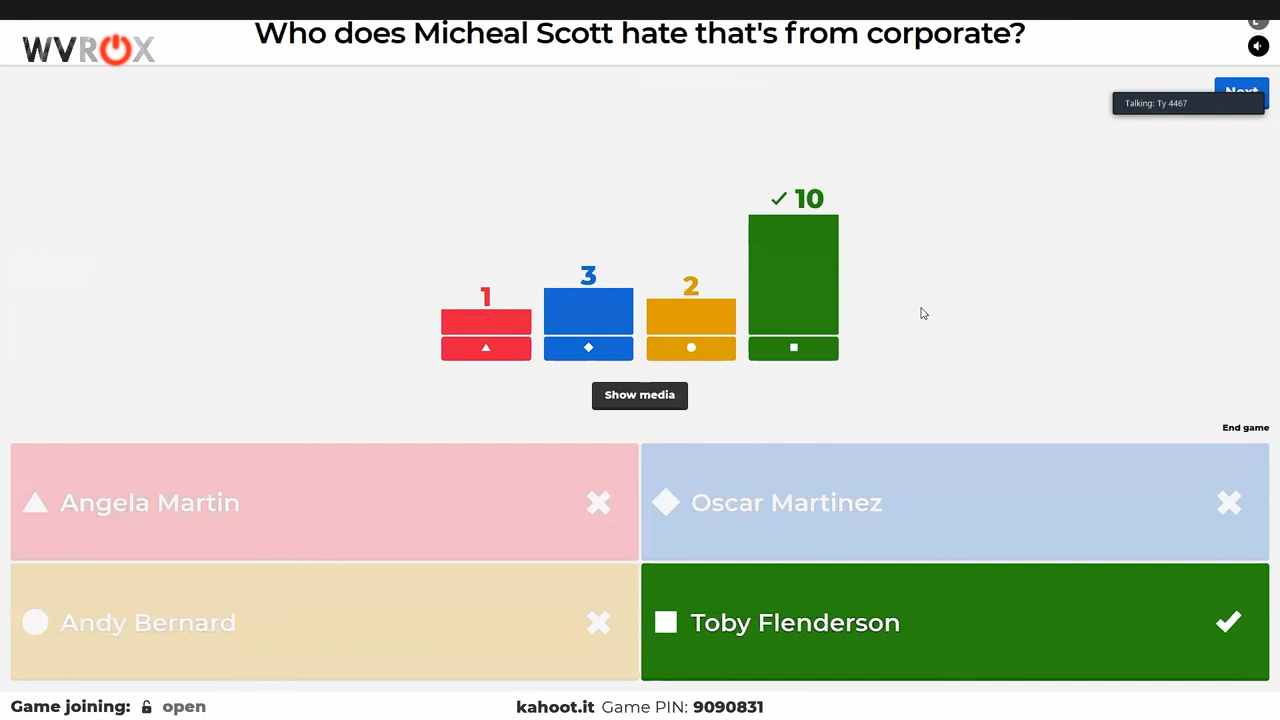 Who does Micheal Scott hate that's from corporate?
WVROX
Next
Talking: Ty 4467
10
3
2
1
Show media
End game
Angela Martin
Oscar Martinez
Andy Bernard
Toby Flenderson
Game joining: open
kahoot.it Game PIN: 9090831